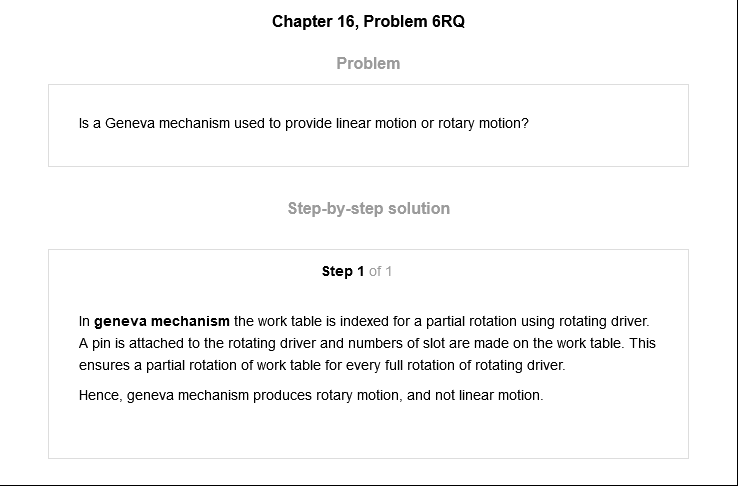 Chapter 16, Problem 6RQ
Problem
Is a Geneva mechanism used to provide linear motion or rotary motion?
Step-by-step solution
Step 1 of 1
In geneva mechanism the work table is indexed for a partial rotation using rotating driver.
A pin is attached to the rotating driver and numbers of slot are made on the work table. This
ensures a partial rotation of work table for every full rotation of rotating driver.
Hence, geneva mechanism produces rotary motion, and not linear motion.